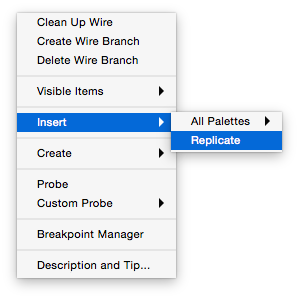 Clean Up Wire
Create Wire Branch
Delete Wire Branch
Visible Items
Insert
All Palettes
Replicate
Create
Probe
Custom Probe
Breakpoint Manager
Description and Tip...